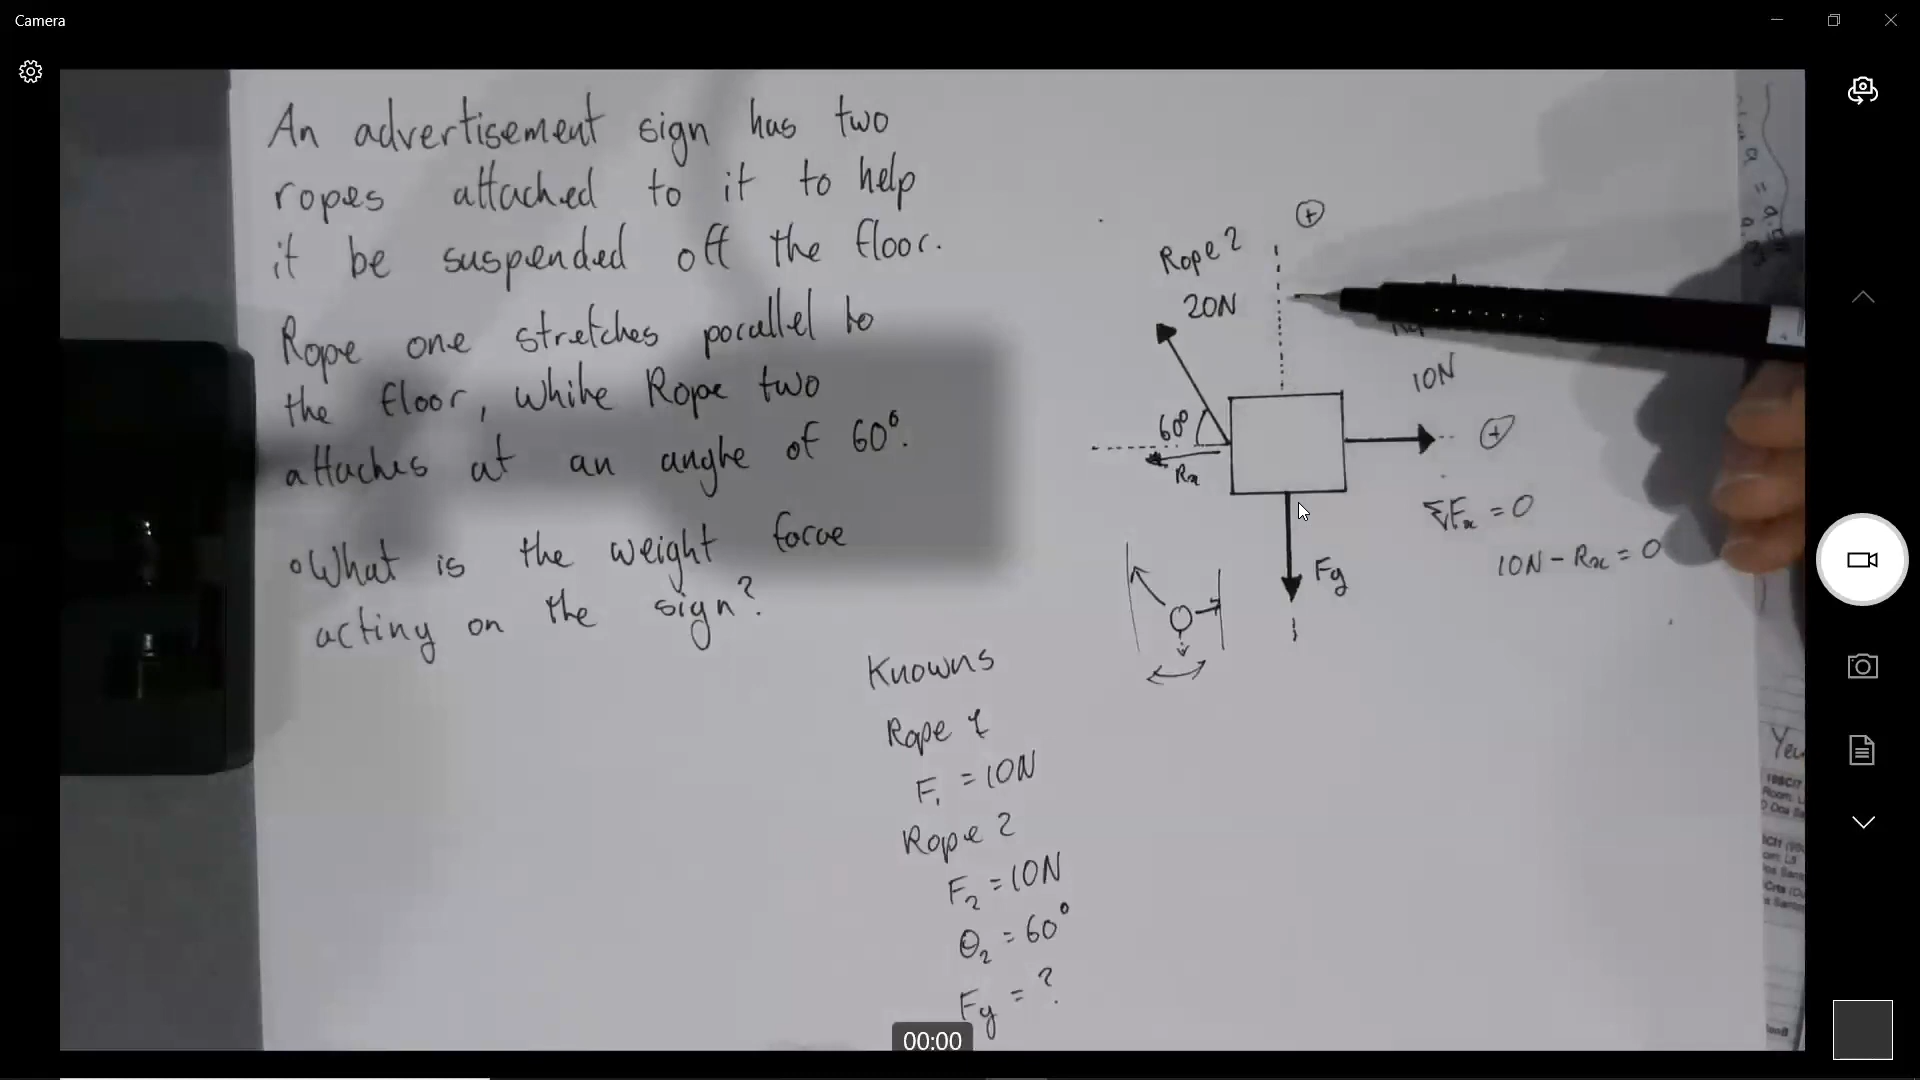 Camera
An advertisement sign has two
ropes attached to it to help
it be suspended off the floor.
Rope one stretches parallel to
the floor, while Rope two
attaches at an angle of 60°.
•What is the weight force
acting on the sign?
Knowns
Rope 1
F₁ = 10N
Rope 2
F₂ = 10N
θ₂ = 60°
Fy = ?
+
Rope 2
20N
10N
60°
Rx
+
ΣFx = 0
10N - Rx = 0
Fy
00:00